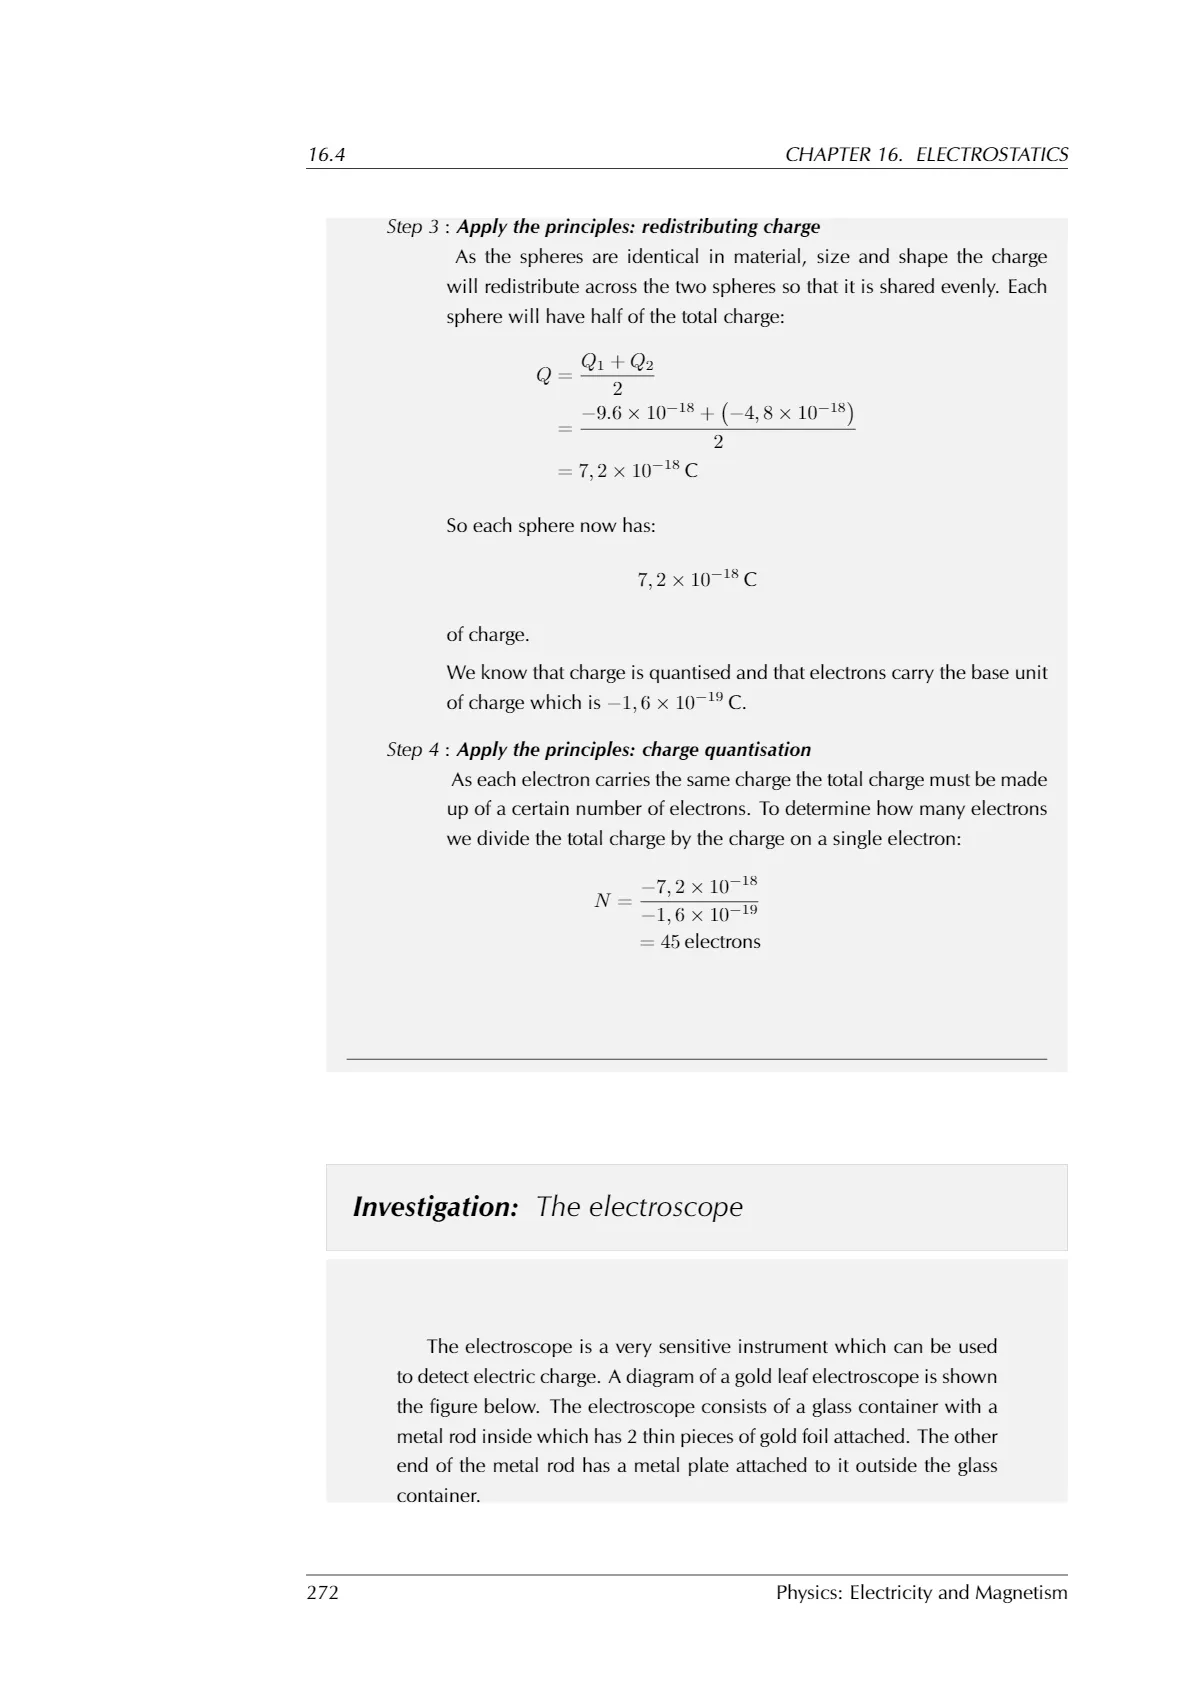 16.4 CHAPTER 16. ELECTROSTATICS
Step 3 : Apply the principles: redistributing charge
As the spheres are identical in material, size and shape the charge
will redistribute across the two spheres so that it is shared evenly. Each
sphere will have half of the total charge:
Q = \frac{Q_1 + Q_2}{2}
= \frac{−9.6 × 10^{−18} + (−4, 8 × 10^{−18})}{2}
= 7, 2 × 10^{−18} C
So each sphere now has:
7, 2 × 10^{−18} C
of charge.
We know that charge is quantised and that electrons carry the base unit
of charge which is −1, 6 × 10^{−19} C.
Step 4 : Apply the principles: charge quantisation
As each electron carries the same charge the total charge must be made
up of a certain number of electrons. To determine how many electrons
we divide the total charge by the charge on a single electron:
N = \frac{−7, 2 × 10^{−18}}{−1, 6 × 10^{−19}}
= 45 electrons
Investigation: The electroscope
The electroscope is a very sensitive instrument which can be used
to detect electric charge. A diagram of a gold leaf electroscope is shown
the figure below. The electroscope consists of a glass container with a
metal rod inside which has 2 thin pieces of gold foil attached. The other
end of the metal rod has a metal plate attached to it outside the glass
container.
272 Physics: Electricity and Magnetism